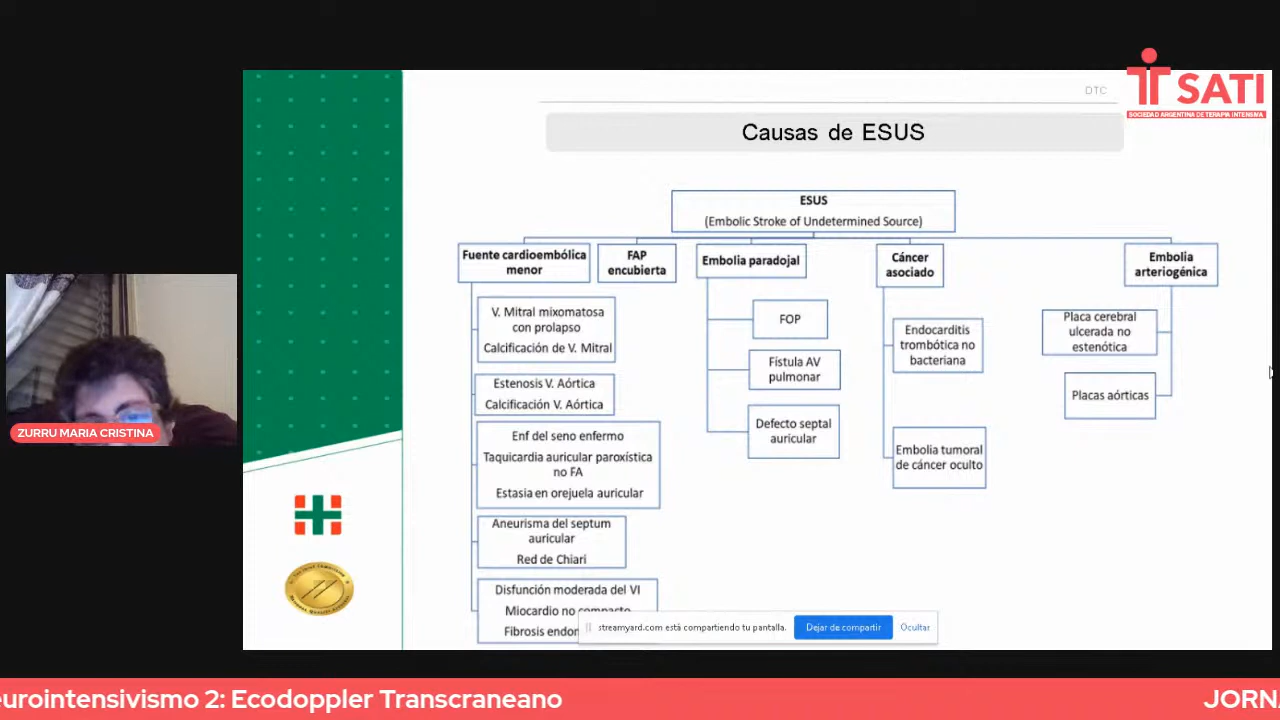 SATI
SOCIEDAD ARGENTINA DE TERAPIA INTENSIVA
DTC
Causas de ESUS
ESUS
(Embolic Stroke of Undetermined Source)
Fuente cardioembólica
menor
FAP
encubierta
Embolia paradojal
Cáncer
asociado
Embolia
arteriogénica
V. Mitral mixomatosa
con prolapso
Calcificación de V. Mitral
Estenosis V. Aórtica
Calcificación V. Aórtica
Enf del seno enfermo
Taquicardia auricular paroxística
no FA
Estasia en orejuela auricular
Aneurisma del septum
auricular
Red de Chiari
Disfunción moderada del VI
Miocardio no compacto
Fibrosis endom
FOP
Fístula AV
pulmonar
Defecto septal
auricular
Endocarditis
trombótica no
bacteriana
Embolia tumoral
de cáncer oculto
Placa cerebral
ulcerada no
estenótica
Placas aórticas
streamyard.com está compartiendo tu pantalla.
Dejar de compartir
Ocultar
ZURRU MARIA CRISTINA
eurointensivismo 2: Ecodoppler Transcraneano
JORNA